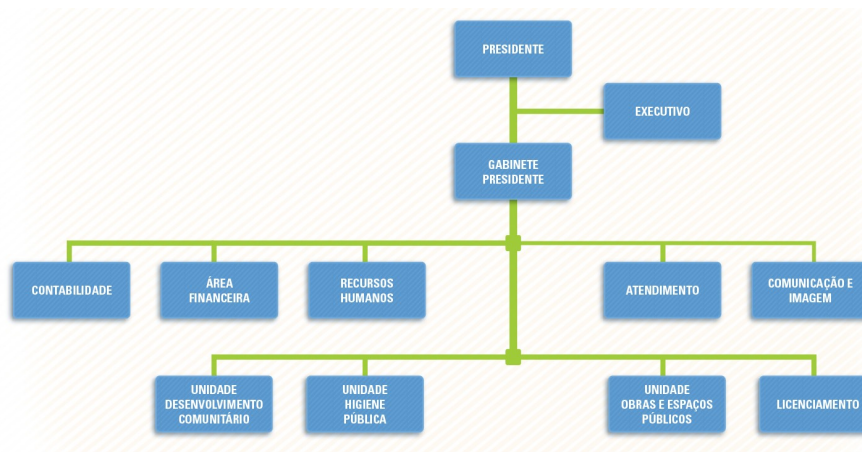 PRESIDENTE
EXECUTIVO
GABINETE
PRESIDENTE
CONTABILIDADE
ÁREA
FINANCEIRA
RECURSOS
HUMANOS
ATENDIMENTO
COMUNICAÇÃO E
IMAGEM
UNIDADE
DESENVOLVIMENTO
COMUNITÁRIO
UNIDADE
HIGIENE
PÚBLICA
UNIDADE
OBRAS E ESPAÇOS
PÚBLICOS
LICENCIAMENTO